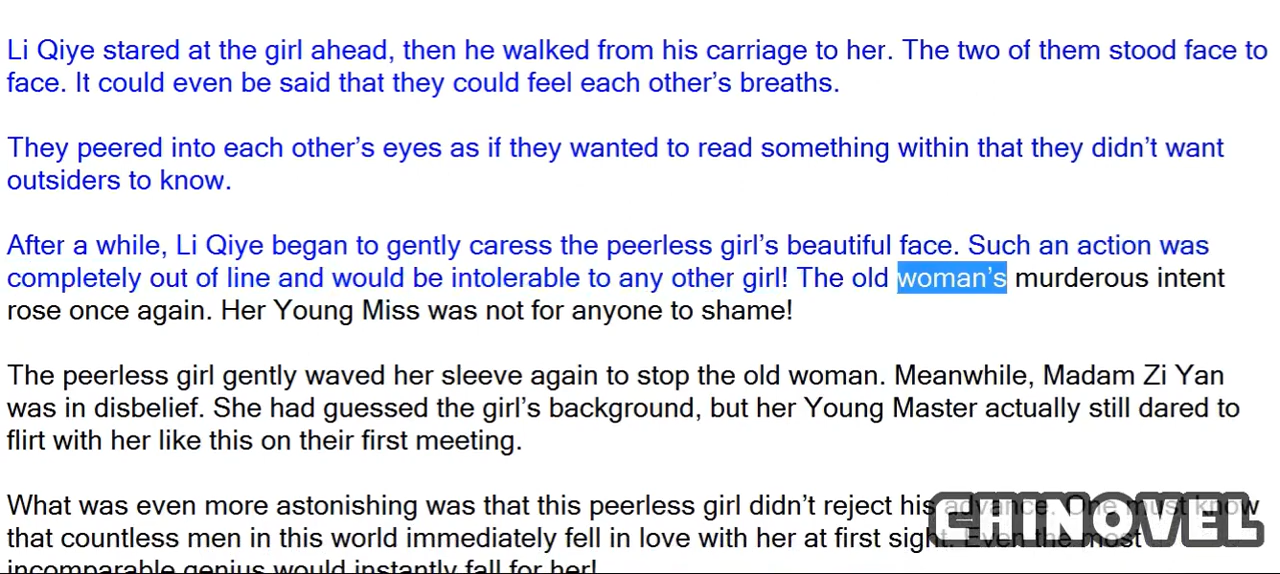 Li Qiye stared at the girl ahead, then he walked from his carriage to her. The two of them stood face to
face. It could even be said that they could feel each other’s breaths.
They peered into each other’s eyes as if they wanted to read something within that they didn’t want
outsiders to know.
After a while, Li Qiye began to gently caress the peerless girl’s beautiful face. Such an action was
completely out of line and would be intolerable to any other girl! The old woman’s murderous intent
rose once again. Her Young Miss was not for anyone to shame!
The peerless girl gently waved her sleeve again to stop the old woman. Meanwhile, Madam Zi Yan
was in disbelief. She had guessed the girl’s background, but her Young Master actually still dared to
flirt with her like this on their first meeting.
What was even more astonishing was that this peerless girl didn’t reject his advance. One must know
that countless men in this world immediately fell in love with her at first sight. Even the most
incomparable genius would instantly fall for her!
CHINOVEL